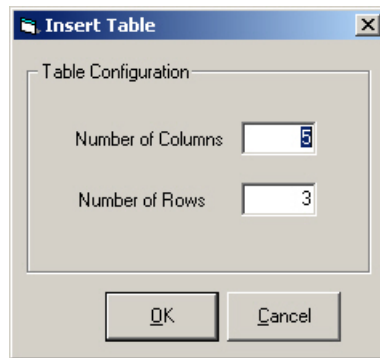 Insert Table
Table Configuration
Number of Columns 5
Number of Rows 3
OK Cancel